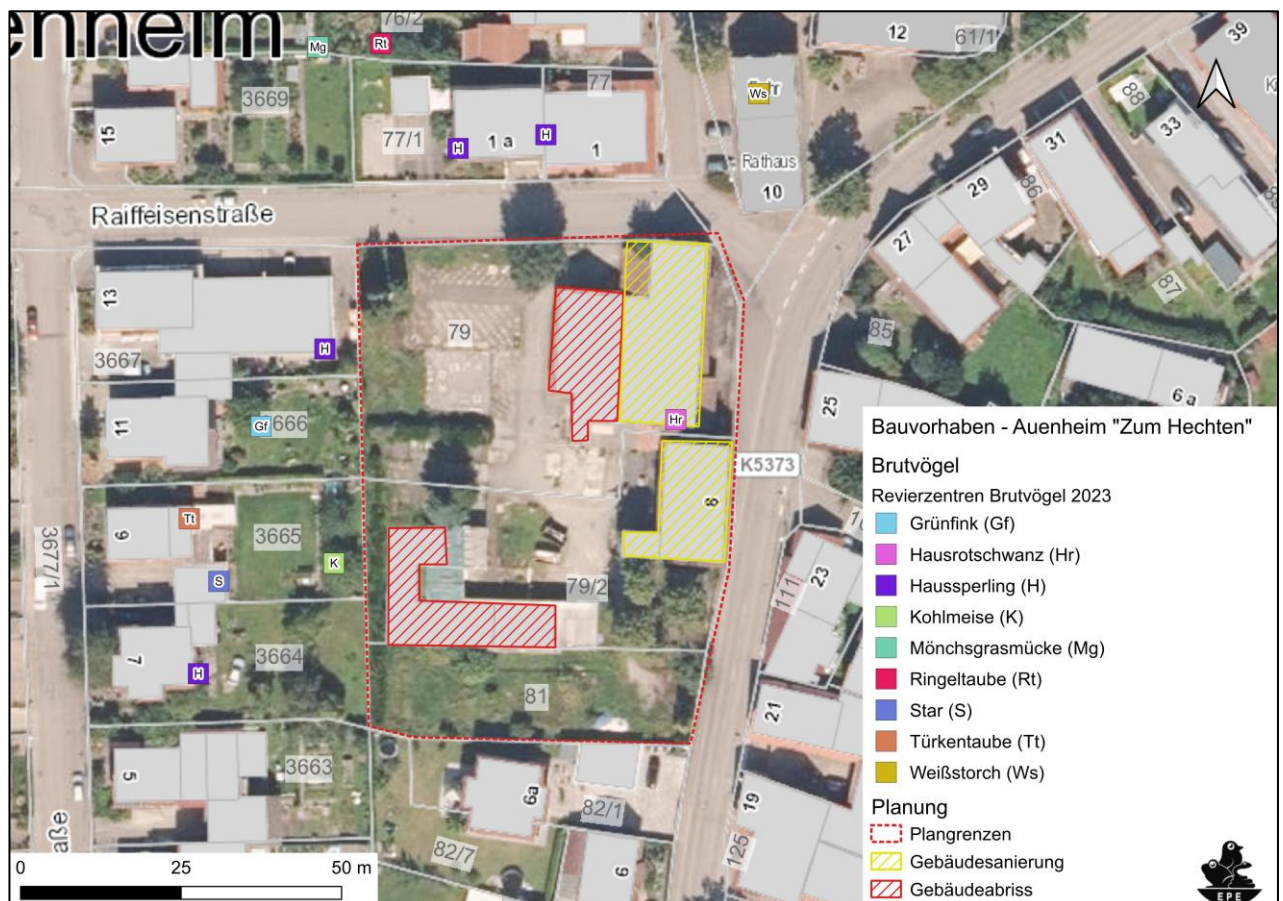 enheim
76/2
12
61/1
39
Mg
Rt
77
3669
15
77/1
H
1 a
H
1
Ws
Rathaus
10
88
33
31
29
86
27
87
Raiffeisenstraße
13
3667
H
79
85
6 a
25
11
Gf
3666
Hr
K5373
8
9
Tt
3665
K
S
3677/1
79/2
111
23
7
H
3664
81
21
5
3663
6a
82/1
19
125
82/7
9
aße
0
25
50 m
Bauvorhaben - Auenheim "Zum Hechten"
Brutvögel
Revierzentren Brutvögel 2023
Grünfink (Gf)
Hausrotschwanz (Hr)
Haussperling (H)
Kohlmeise (K)
Mönchsgrasmücke (Mg)
Ringeltaube (Rt)
Star (S)
Türkentaube (Tt)
Weißstorch (Ws)
Planung
Plangrenzen
Gebäudesanierung
Gebäudeabriss
EPE